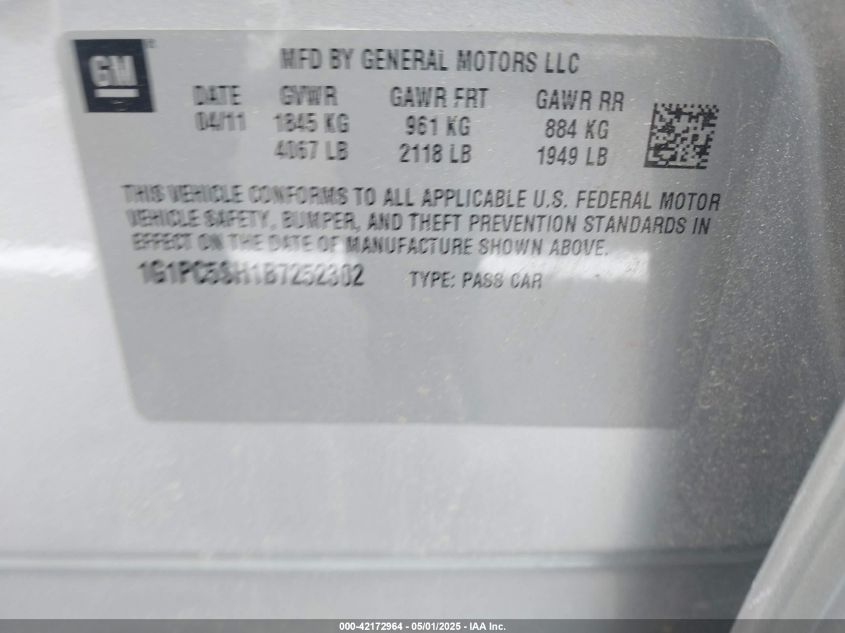 GM
MFD BY GENERAL MOTORS LLC
DATE GVWR GAWR FRT GAWR RR
04/11 1845 KG 961 KG 884 KG
4067 LB 2118 LB 1949 LB
THIS VEHICLE CONFORMS TO ALL APPLICABLE U.S. FEDERAL MOTOR
VEHICLE SAFETY, BUMPER, AND THEFT PREVENTION STANDARDS IN
EFFECT ON THE DATE OF MANUFACTURE SHOWN ABOVE.
1G1PC5SH1B7252302 TYPE: PASS CAR
000-42172964 / 05/01/2025 - IAA Inc.